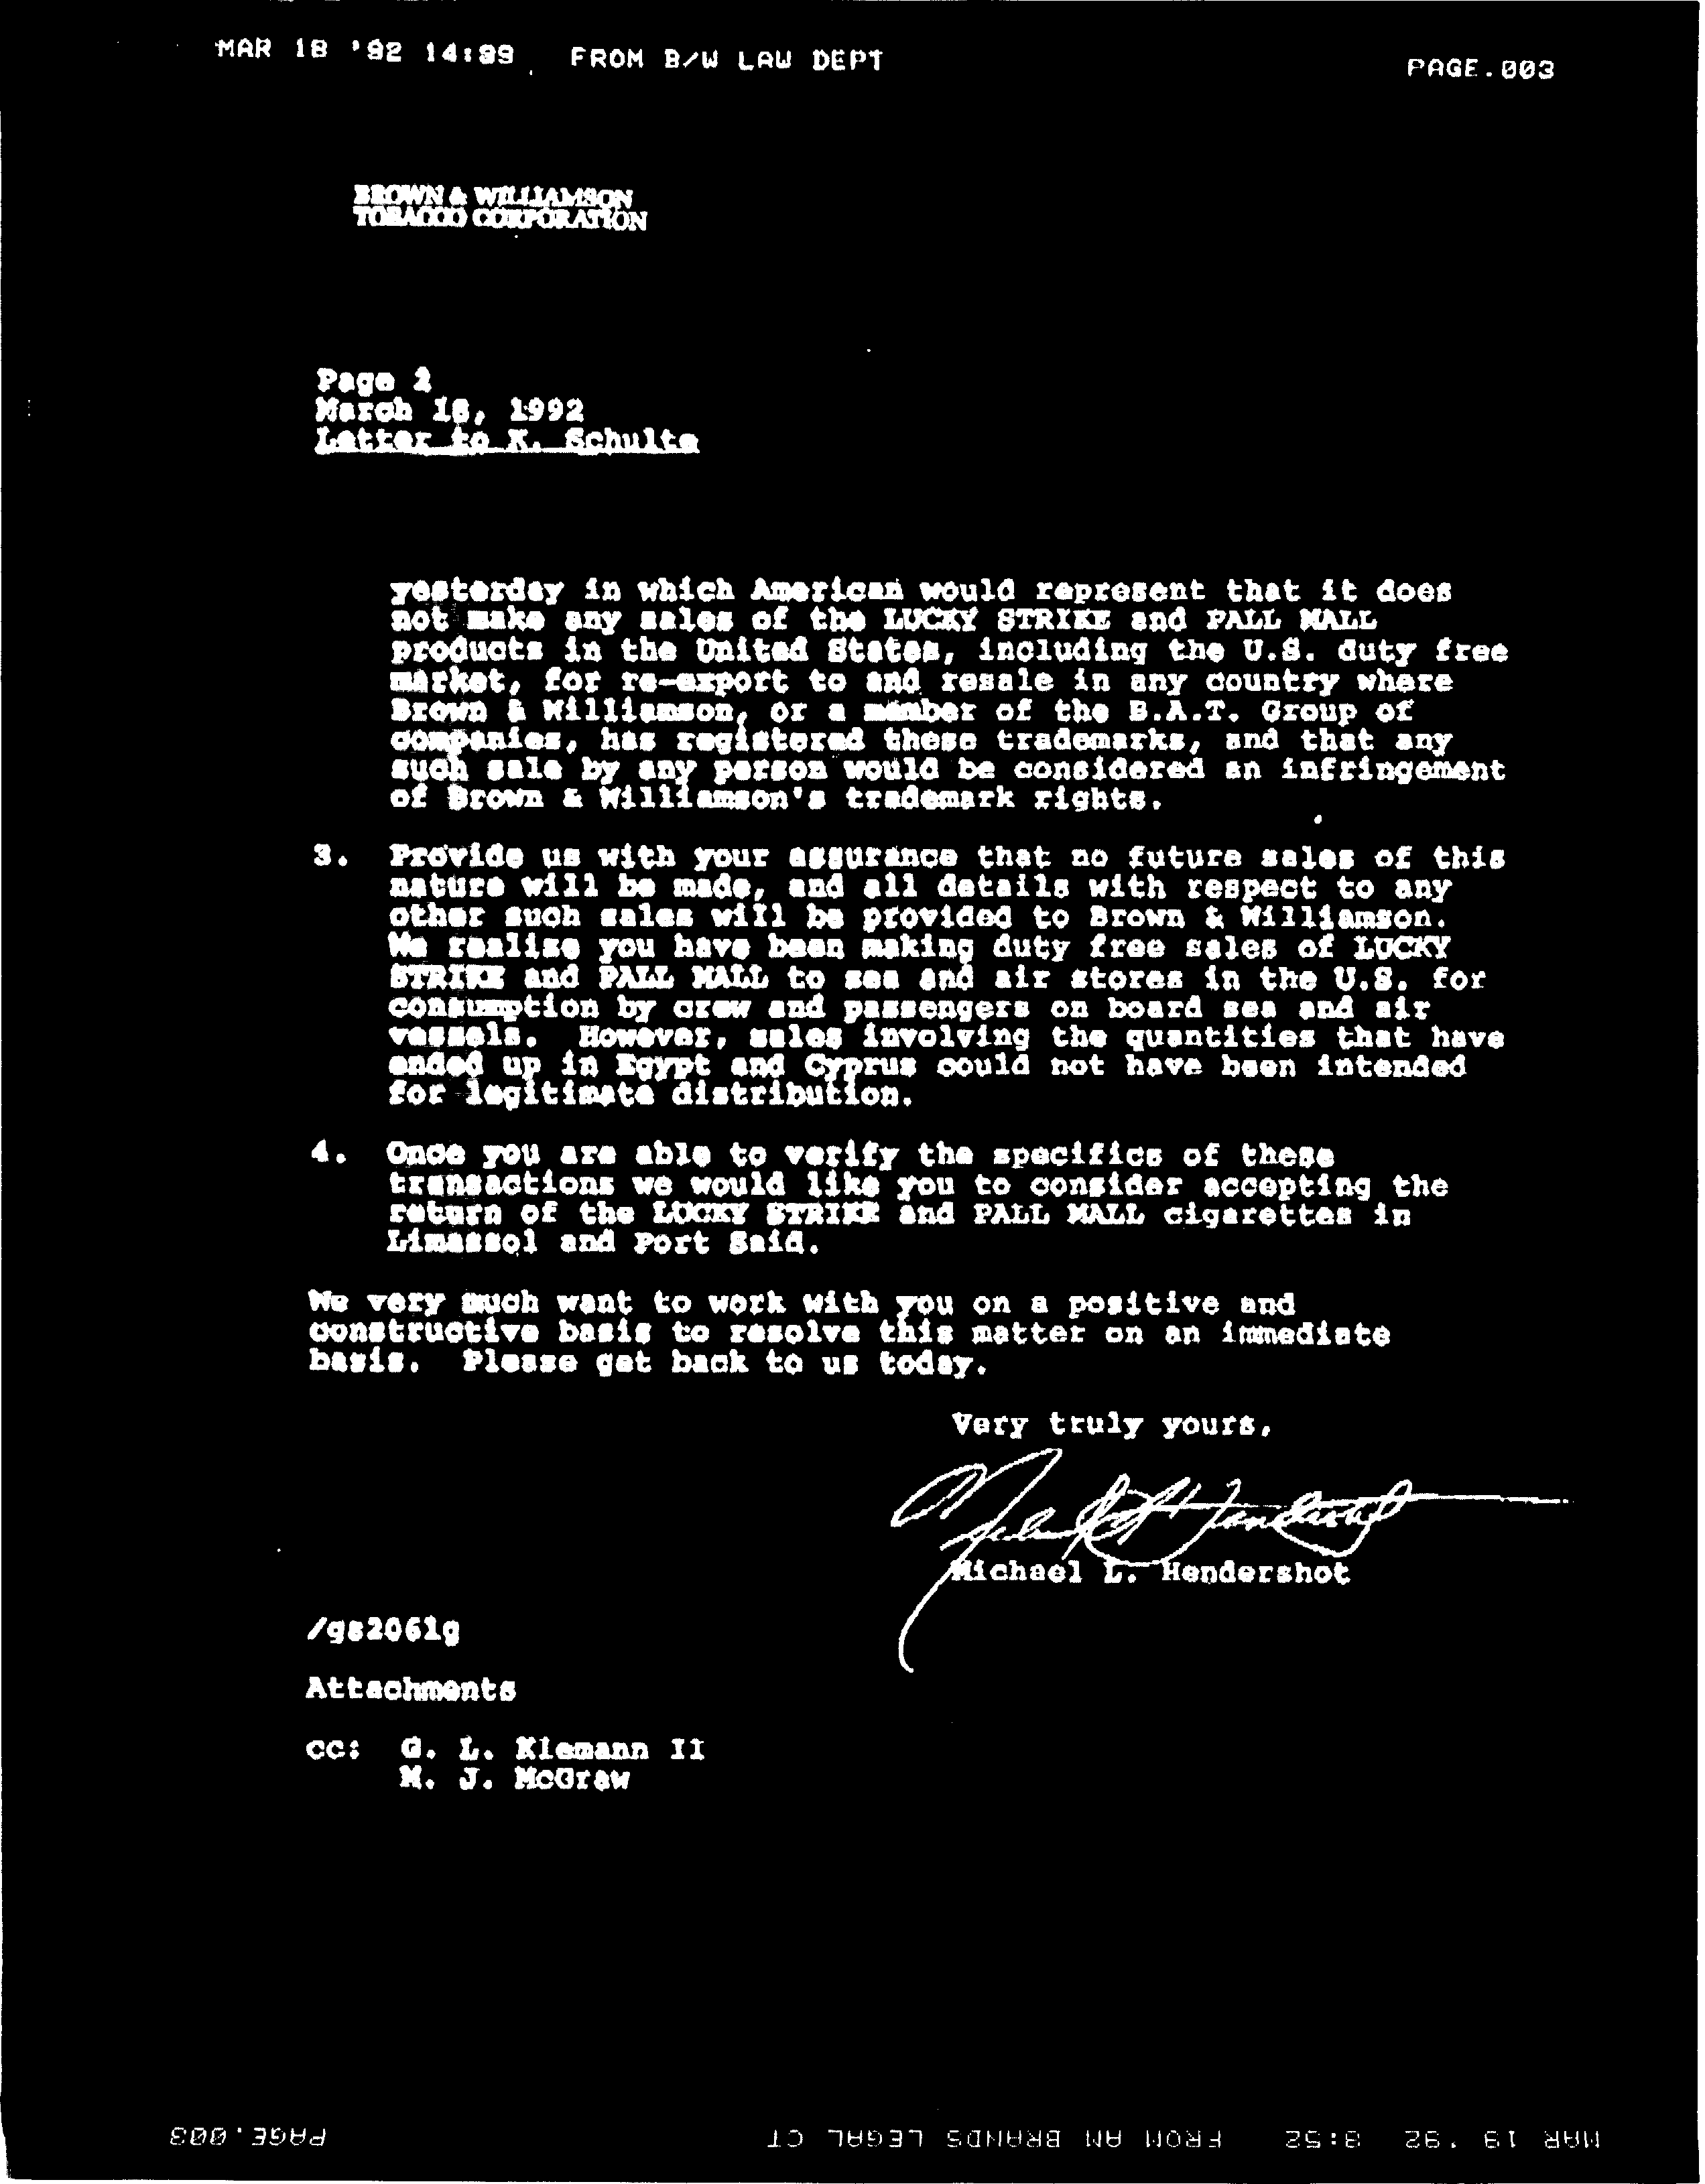 MAR 18 '92 14:09 FROM B/W LAW DEPT PAGE.003
BROWN & WILLIAMSON
TOBACCO CORPORATION
Page 2
March 18, 1992
Letter to K. Schulte
yesterday in which American would represent that it does
not make any sales of the LUCKY STRIKE and PALL MALL
products in the United States, including the U.S. duty free
market, for re-export to and resale in any country where
Brown & Williamson, or a member of the B.A.T. Group of
companies, has registered these trademarks, and that any
such sale by any person would be considered an infringement
of Brown & Williamson's trademark rights.
3. Provide us with your assurance that no future sales of this
nature will be made, and all details with respect to any
other such sales will be provided to Brown & Williamson.
We realize you have been making duty free sales of LUCKY
STRIKE and PALL MALL to sea and air stores in the U.S. for
consumption by crew and passengers on board sea and air
vessels. However, sales involving the quantities that have
ended up in Egypt and Cyprus could not have been intended
for legitimate distribution.
4. Once you are able to verify the specifics of these
transactions we would like you to consider accepting the
return of the LUCKY STRIKE and PALL MALL cigarettes in
Limassol and Port Said.
We very much want to work with you on a positive and
constructive basis to resolve this matter on an immediate
basis. Please get back to us today.
Very truly yours,
Michael L. Hendershot
Michael L. Hendershot
/gs2061g
Attachments
cc: G. L. Klemann II
M. J. McGraw
MAR 19 '92 8:52 FROM AM BRANDS LEGAL CT PAGE.003